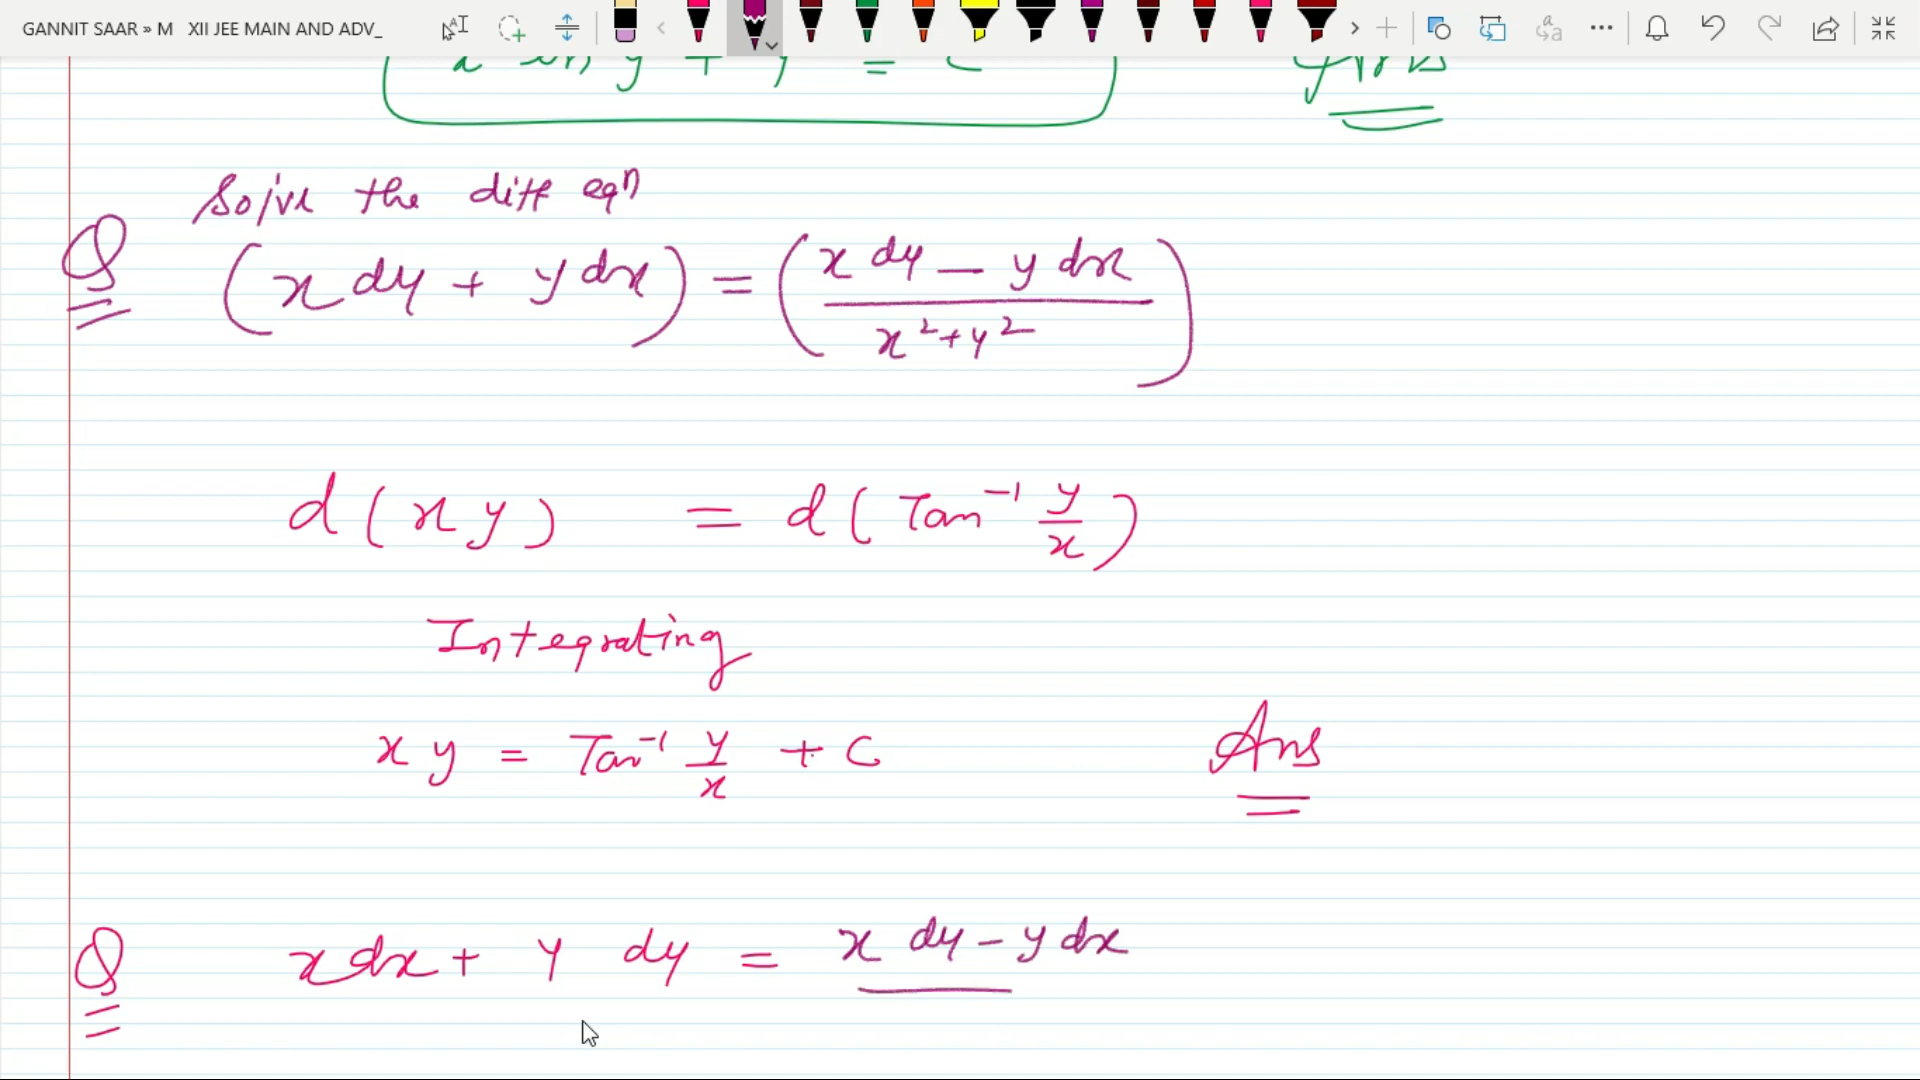 GANNIT SAAR » M XII JEE MAIN AND ADV_
Ans
Solve the diff eqn
Q (x dy + y dx) = (x dy - y dx / x² + y²)
d(xy) = d(Tan⁻¹ y/x)
Integrating
xy = Tan⁻¹ y/x + C Ans
Q x dx + y dy = x dy - y dx